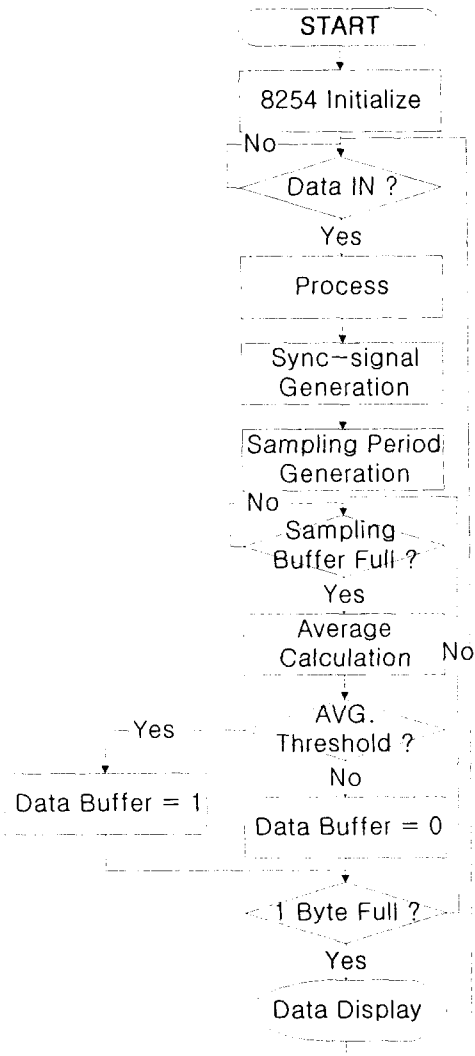 START
8254 Initialize
No
Data IN ?
Yes
Process
Sync-signal
Generation
Sampling Period
Generation
No
Sampling
Buffer Full ?
Yes
Average
Calculation
No
AVG.
Threshold ?
Yes
No
Data Buffer = 1
Data Buffer = 0
1 Byte Full ?
Yes
Data Display